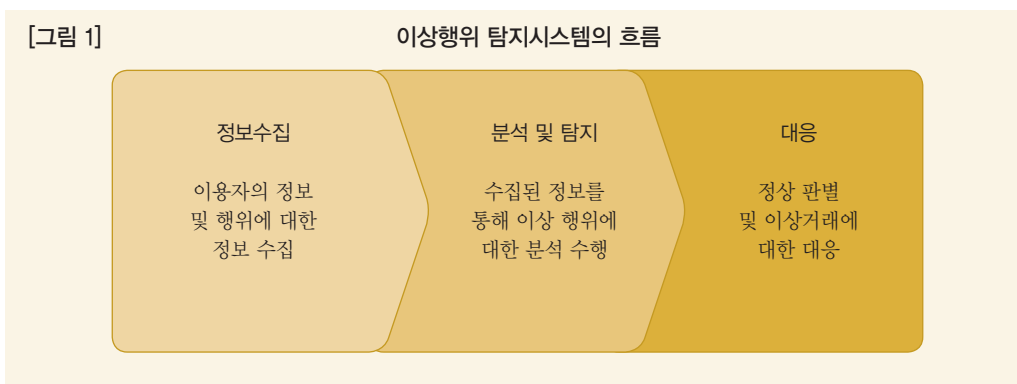 [그림 1] 이상행위 탐지시스템의 흐름
정보수집
이용자의 정보
및 행위에 대한
정보 수집
분석 및 탐지
수집된 정보를
통해 이상 행위에
대한 분석 수행
대응
정상 판별
및 이상거래에
대한 대응